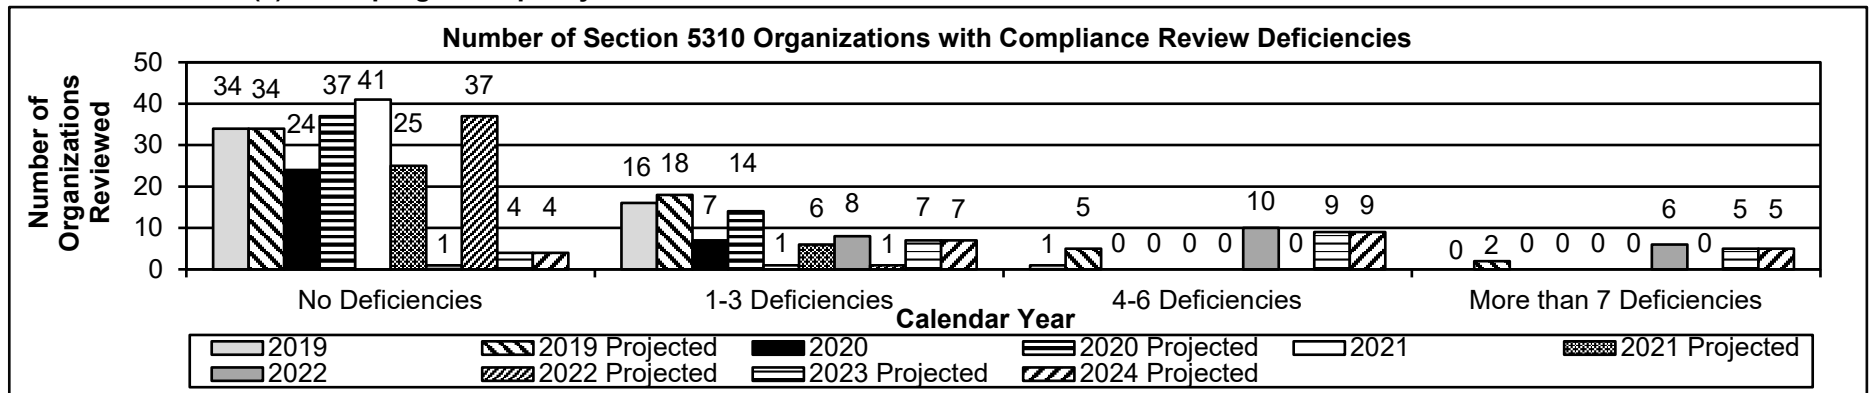 Number of Section 5310 Organizations with Compliance Review Deficiencies
Number of
Organizations
Reviewed
50
40
30
20
10
0
34 34 24 37 41 25 1 37 4 4
16 18 7 14 1 6 8 1 7 7
1 5 0 0 0 0 10 0 9 9
0 2 0 0 0 0 6 0 5 5
No Deficiencies 1-3 Deficiencies 4-6 Deficiencies More than 7 Deficiencies
Calendar Year
2019 2019 Projected 2020 2020 Projected 2021 2021 Projected
2022 2022 Projected 2023 Projected 2024 Projected